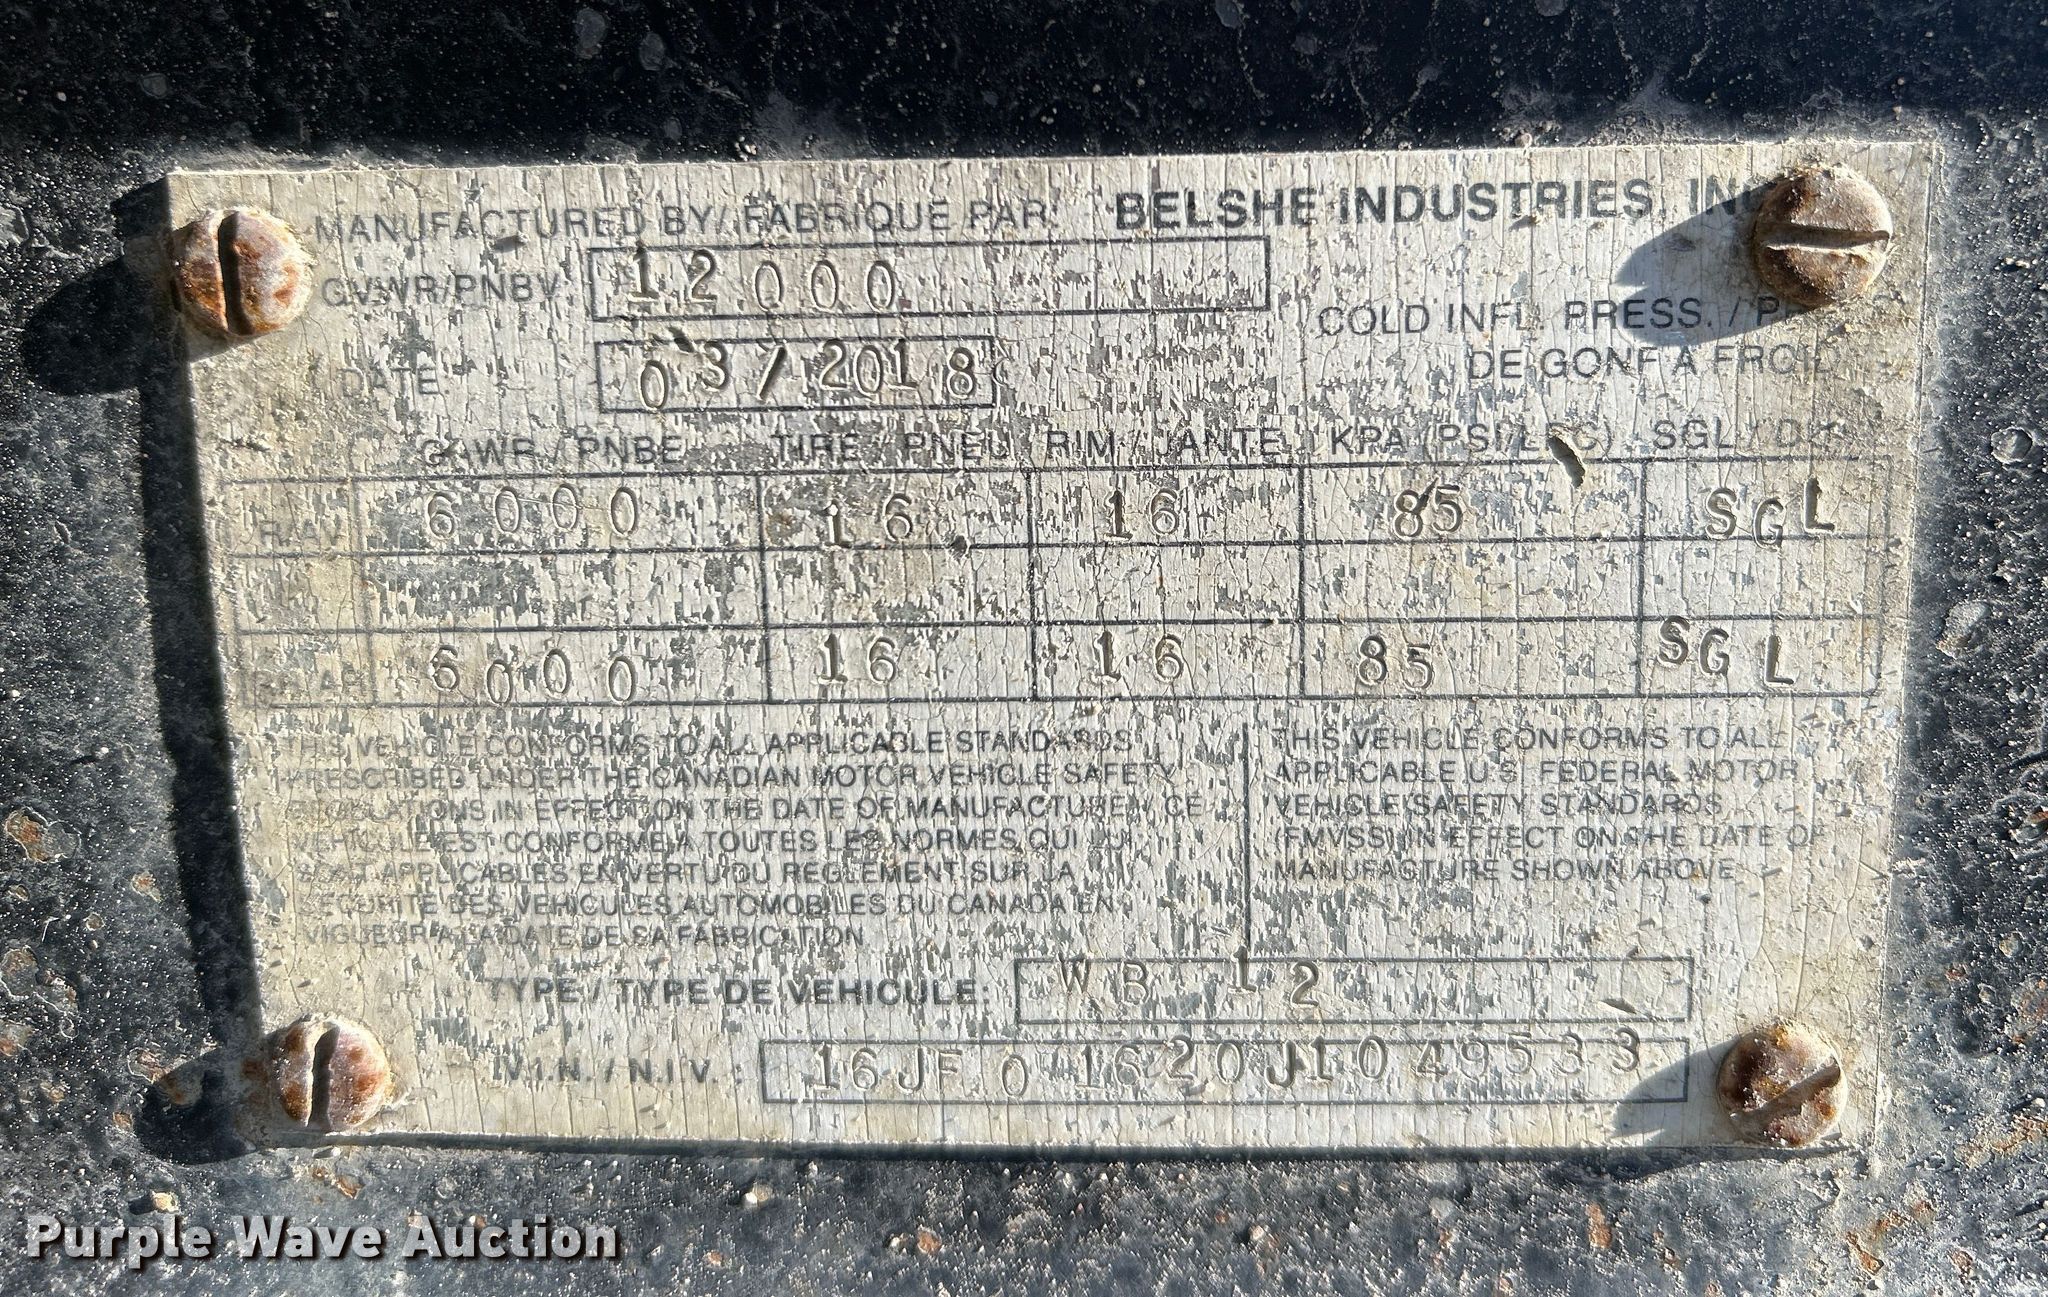 MANUFACTURED BY/ FABRIQUE PAR: BELSHE INDUSTRIES, INC
GVWR/PNBV 12000
COLD INFL. PRESS. / P
DE GONF A FROID
DATE 03/2018
GAWR / PNBE TIRE / PNEU RIM / JANTE KPA (PSI/LPC) SGL / D
R/AV 6000 16 16 85 SGL
6000 16 16 85 SGL
THIS VEHICLE CONFORMS TO ALL APPLICABLE STANDARDS
PRESCRIBED UNDER THE CANADIAN MOTOR VEHICLE SAFETY
REGULATIONS IN EFFECT ON THE DATE OF MANUFACTURE / CE
VEHICULE EST CONFORME A TOUTES LES NORMES QUI LUI
SONT APPLICABLES EN VERTU DU REGLEMENT SUR LA
SECURITE DES VEHICULES AUTOMOBILES DU CANADA EN
VIGUEUR A LA DATE DE SA FABRICATION
THIS VEHICLE CONFORMS TO ALL
APPLICABLE U.S. FEDERAL MOTOR
VEHICLE SAFETY STANDARDS
(FMVSS) IN EFFECT ON THE DATE OF
MANUFACTURE SHOWN ABOVE
TYPE / TYPE DE VEHICULE: WB 12
V.I.N. / N.I.V. : 16JF01620J1049533
Purple Wave Auction